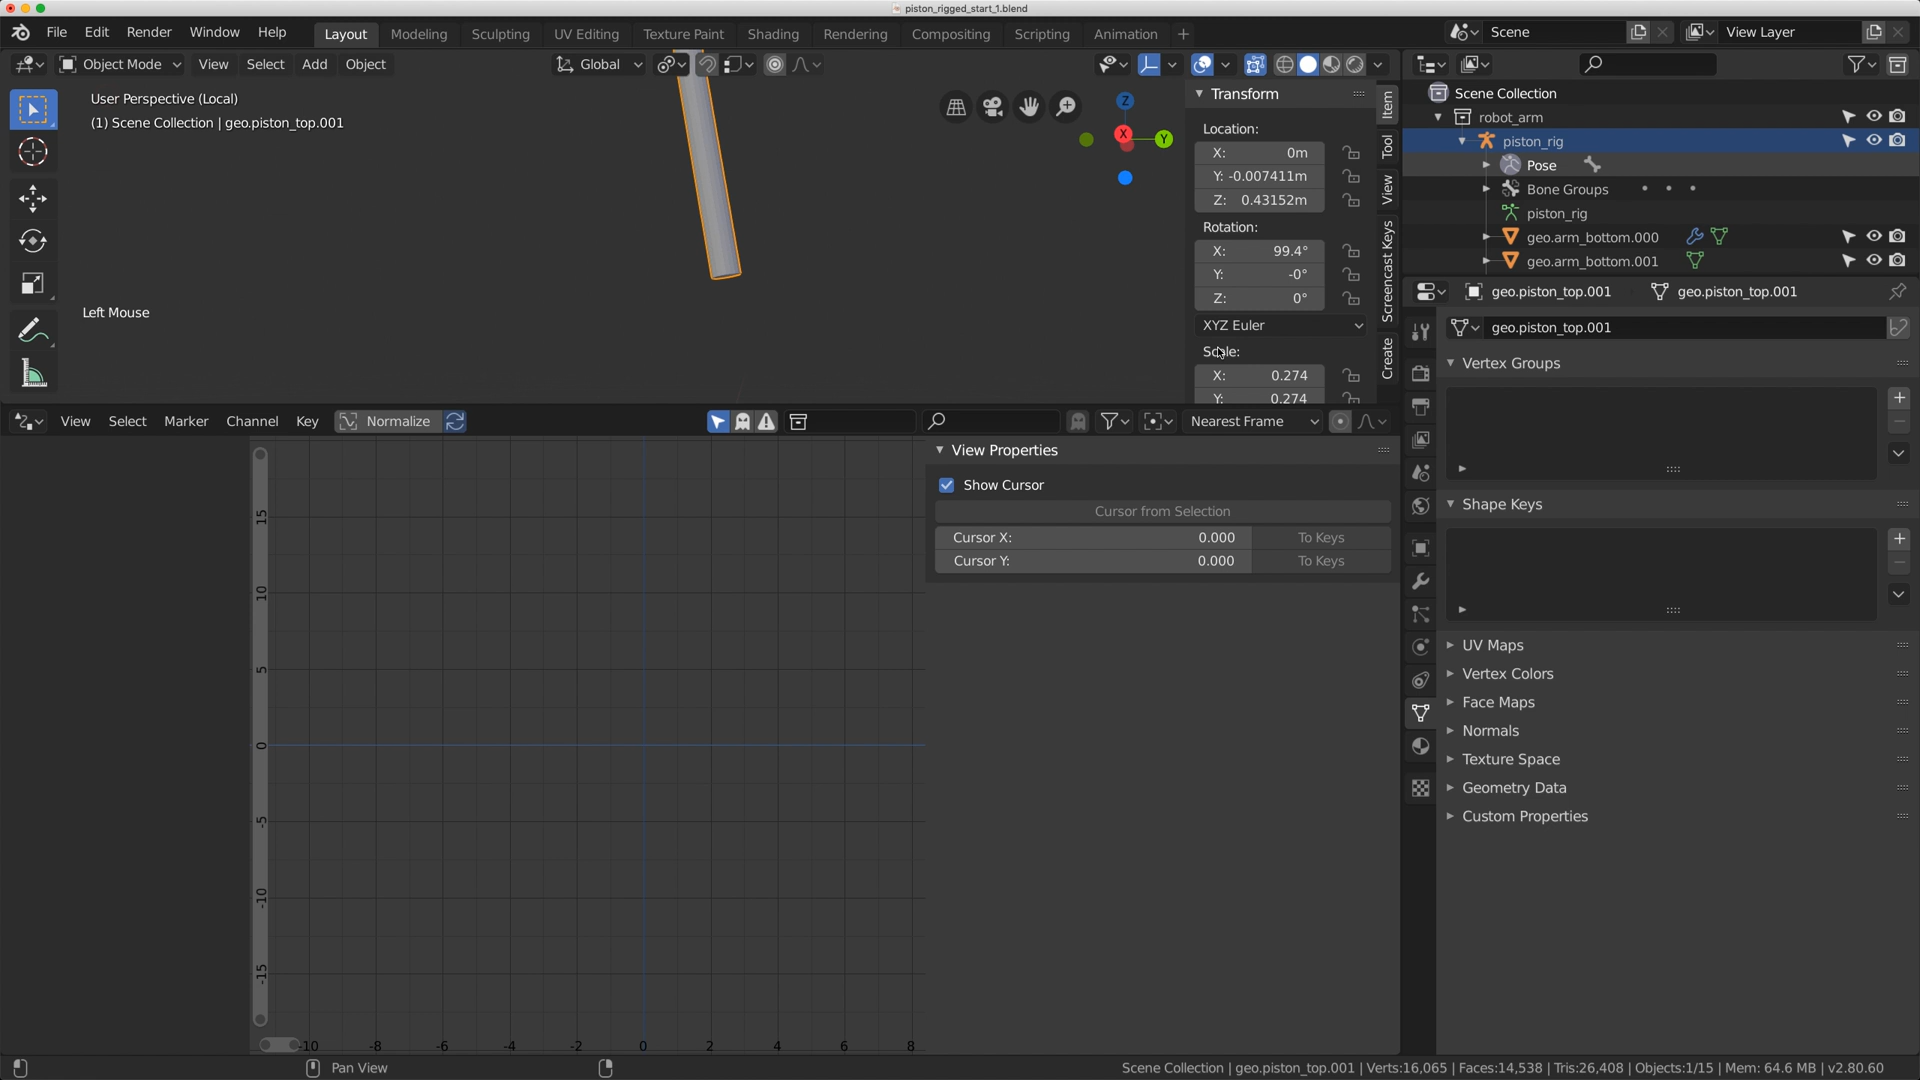 piston_rigged_start_1.blend
File Edit Render Window Help Layout Modeling Sculpting UV Editing Texture Paint Shading Rendering Compositing Scripting Animation + Scene View Layer
Object Mode View Select Add Object Global
User Perspective (Local)
(1) Scene Collection | geo.piston_top.001
Left Mouse
Z
X
Y
Transform
Location:
X: 0m
Y: -0.007411m
Z: 0.43152m
Rotation:
X: 99.4°
Y: -0°
Z: 0°
XYZ Euler
Scale:
X: 0.274
Y: 0.274
Item
Tool
View
Screencast Keys
Create
Scene Collection
robot_arm
piston_rig
Pose
Bone Groups
piston_rig
geo.arm_bottom.000
geo.arm_bottom.001
geo.piston_top.001 geo.piston_top.001
geo.piston_top.001
Vertex Groups
Shape Keys
UV Maps
Vertex Colors
Face Maps
Normals
Texture Space
Geometry Data
Custom Properties
View Select Marker Channel Key Normalize Nearest Frame
View Properties
Show Cursor
Cursor from Selection
Cursor X: 0.000 To Keys
Cursor Y: 0.000 To Keys
15
10
5
0
-5
-10
-15
-10 -8 -6 -4 -2 0 2 4 6 8
Pan View
Scene Collection | geo.piston_top.001 | Verts:16,065 | Faces:14,538 | Tris:26,408 | Objects:1/15 | Mem: 64.6 MB | v2.80.60